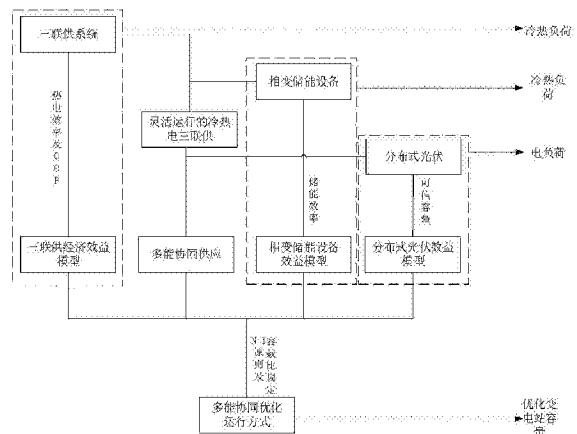 三联供系统
冷热负荷
相变储能设备
冷热负
荷
灵活运行的冷热
电三联供
分布式光伏
电负荷
储能效率
可信容量
三联供经济效益
模型
多能协同供应
相变储能设备
效益模型
分布式光伏效益
模型
多能协同优化
运行方式
优化变
电站容